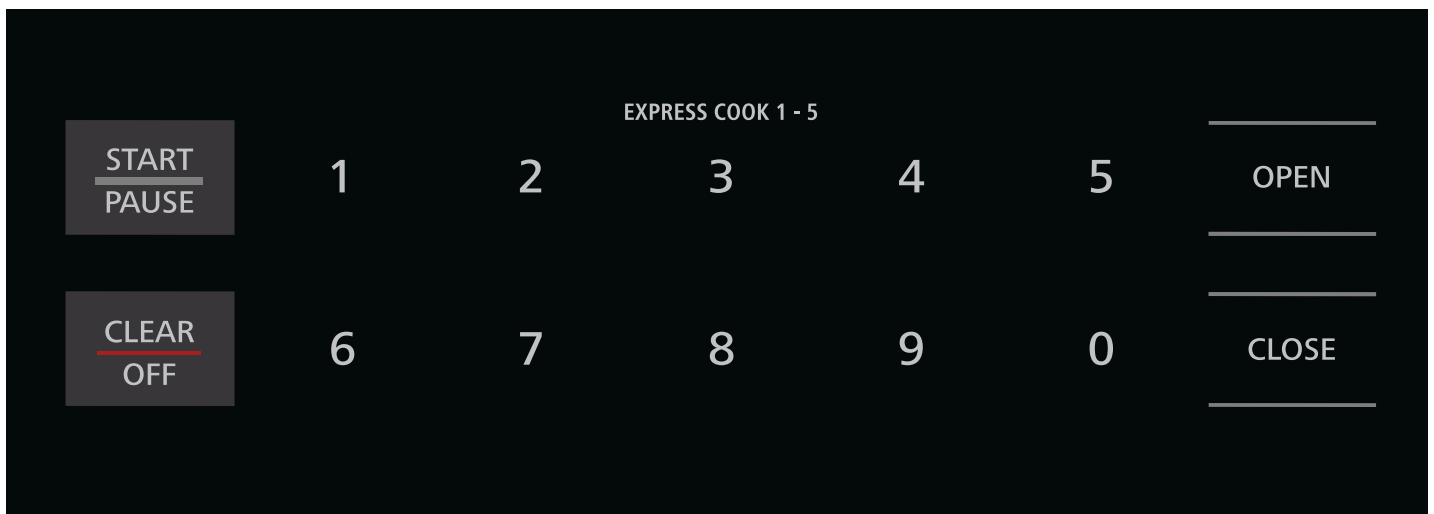 EXPRESS COOK 1 - 5
START
PAUSE
1 2 3 4 5
OPEN
CLEAR
OFF
6 7 8 9 0
CLOSE